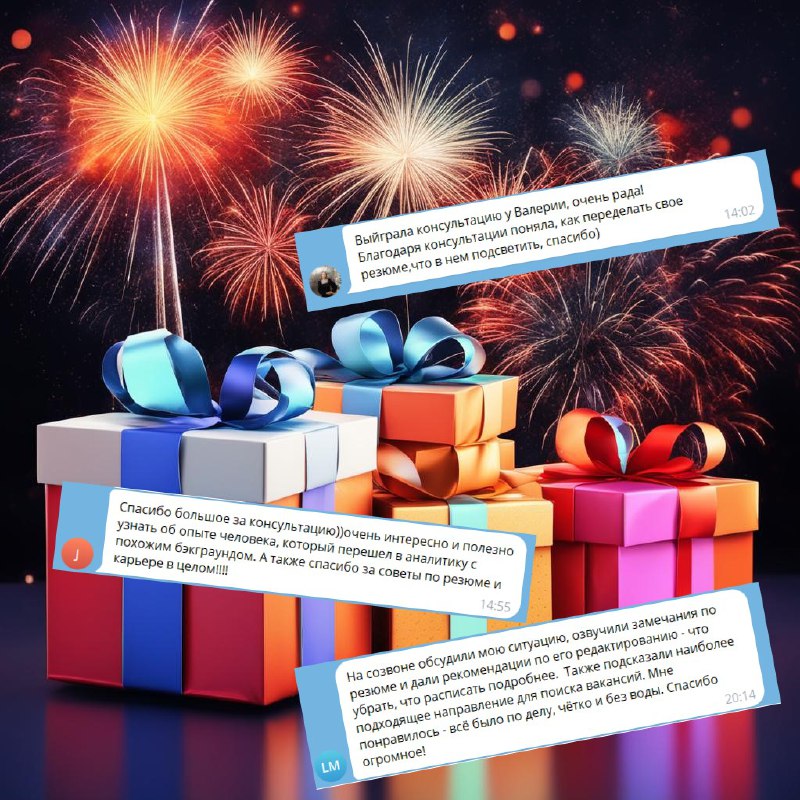 Выйграла консультацию у Валерии, очень рада!
Благодаря консультации поняла, как переделать свое
резюме,что в нем подсветить, спасибо)
14:02
J
Спасибо большое за консультацию))очень интересно и полезно
узнать об опыте человека, который перешел в аналитику с
похожим бэкграундом. А также спасибо за советы по резюме и
карьере в целом!!!!
14:55
На созвоне обсудили мою ситуацию, озвучили замечания по
резюме и дали рекомендации по его редактированию - что
убрать, что расписать подробнее. Также подсказали наиболее
подходящее направление для поиска вакансий. Мне
понравилось - всё было по делу, чётко и без воды. Спасибо
огромное!
20:14
LM